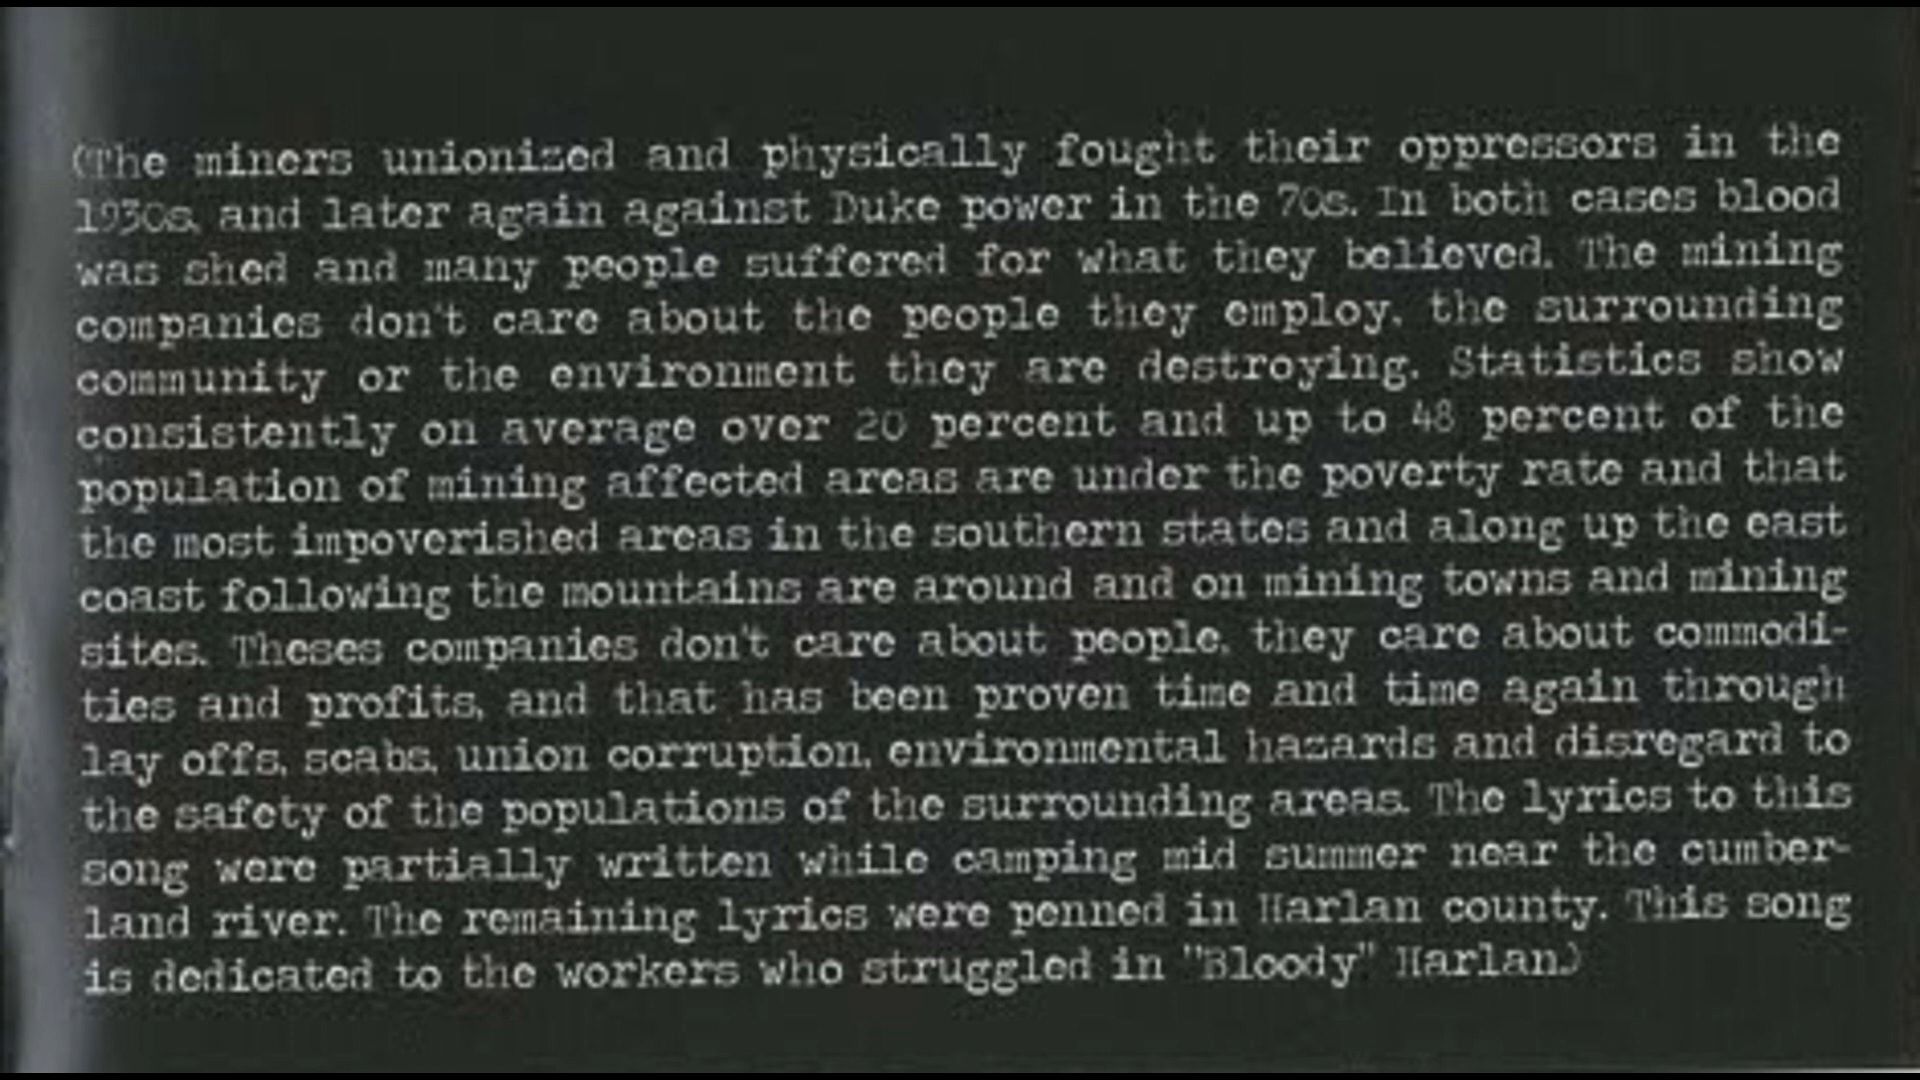 (The miners unionized and physically fought their oppressors in the
1930s, and later again against Duke power in the 70s. In both cases blood
was shed and many people suffered for what they believed. The mining
companies don't care about the people they employ, the surrounding
community or the environment they are destroying. Statistics show
consistently on average over 20 percent and up to 48 percent of the
population of mining affected areas are under the poverty rate and that
the most impoverished areas in the southern states and along up the east
coast following the mountains are around and on mining towns and mining
sites. Theses companies don't care about people, they care about commodi-
ties and profits, and that has been proven time and time again through
lay offs, scabs, union corruption, environmental hazards and disregard to
the safety of the populations of the surrounding areas. The lyrics to this
song were partially written while camping mid summer near the cumber-
land river. The remaining lyrics were penned in Harlan county. This song
is dedicated to the workers who struggled in "Bloody" Harlan.)